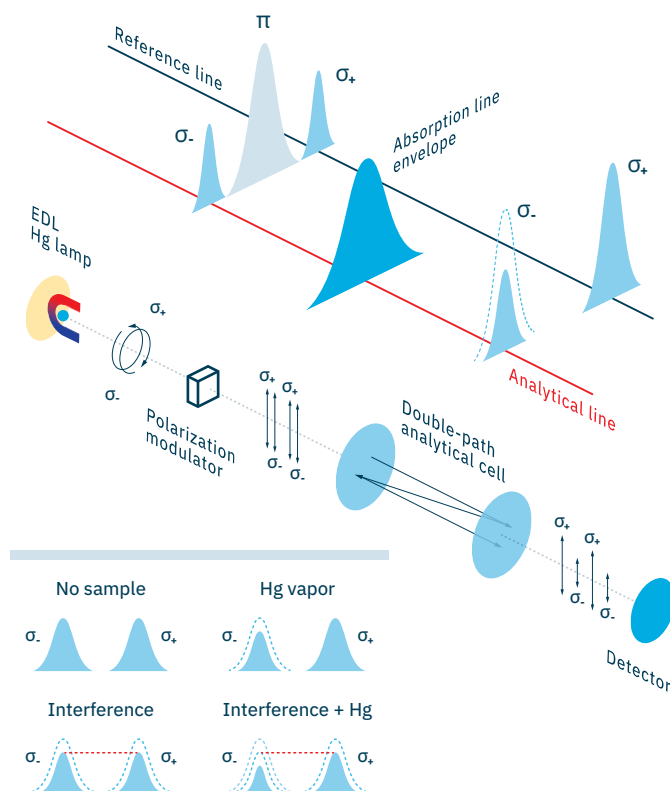 π
Reference line
σ+
σ-
Absorption line
envelope
σ+
σ-
EDL
Hg lamp
σ+
σ-
Analytical line
Polarization
modulator
σ+ σ+
σ- σ-
Double-path
analytical cell
σ+ σ+
σ- σ-
Detector
No sample Hg vapor
σ- σ+ σ- σ+
Interference Interference + Hg
σ- σ+ σ- σ+